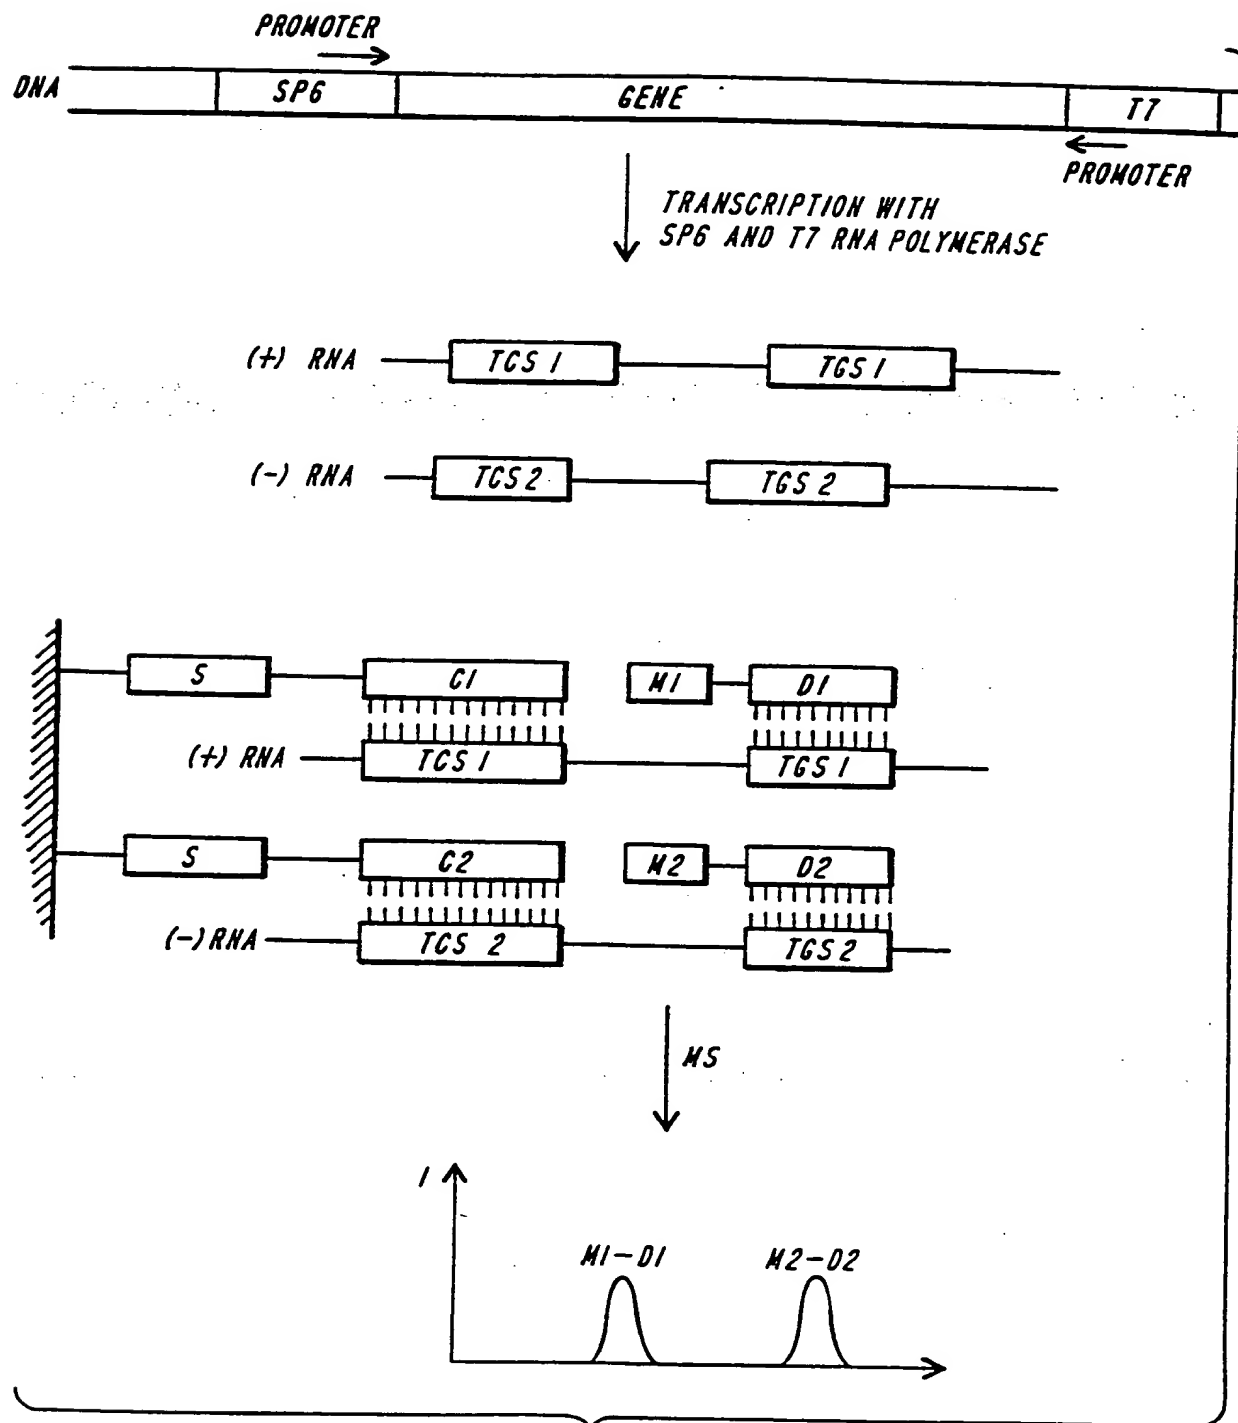 PROMOTER
DNA
SP6
GENE
T7
PROMOTER
TRANSCRIPTION WITH
SP6 AND T7 RNA POLYMERASE
(+) RNA
TCS 1
TGS 1
(-) RNA
TCS 2
TGS 2
S
C1
M1
D1
(+) RNA
TCS 1
TGS 1
S
C2
M2
D2
(-) RNA
TCS 2
TGS 2
MS
I
M1-D1
M2-D2